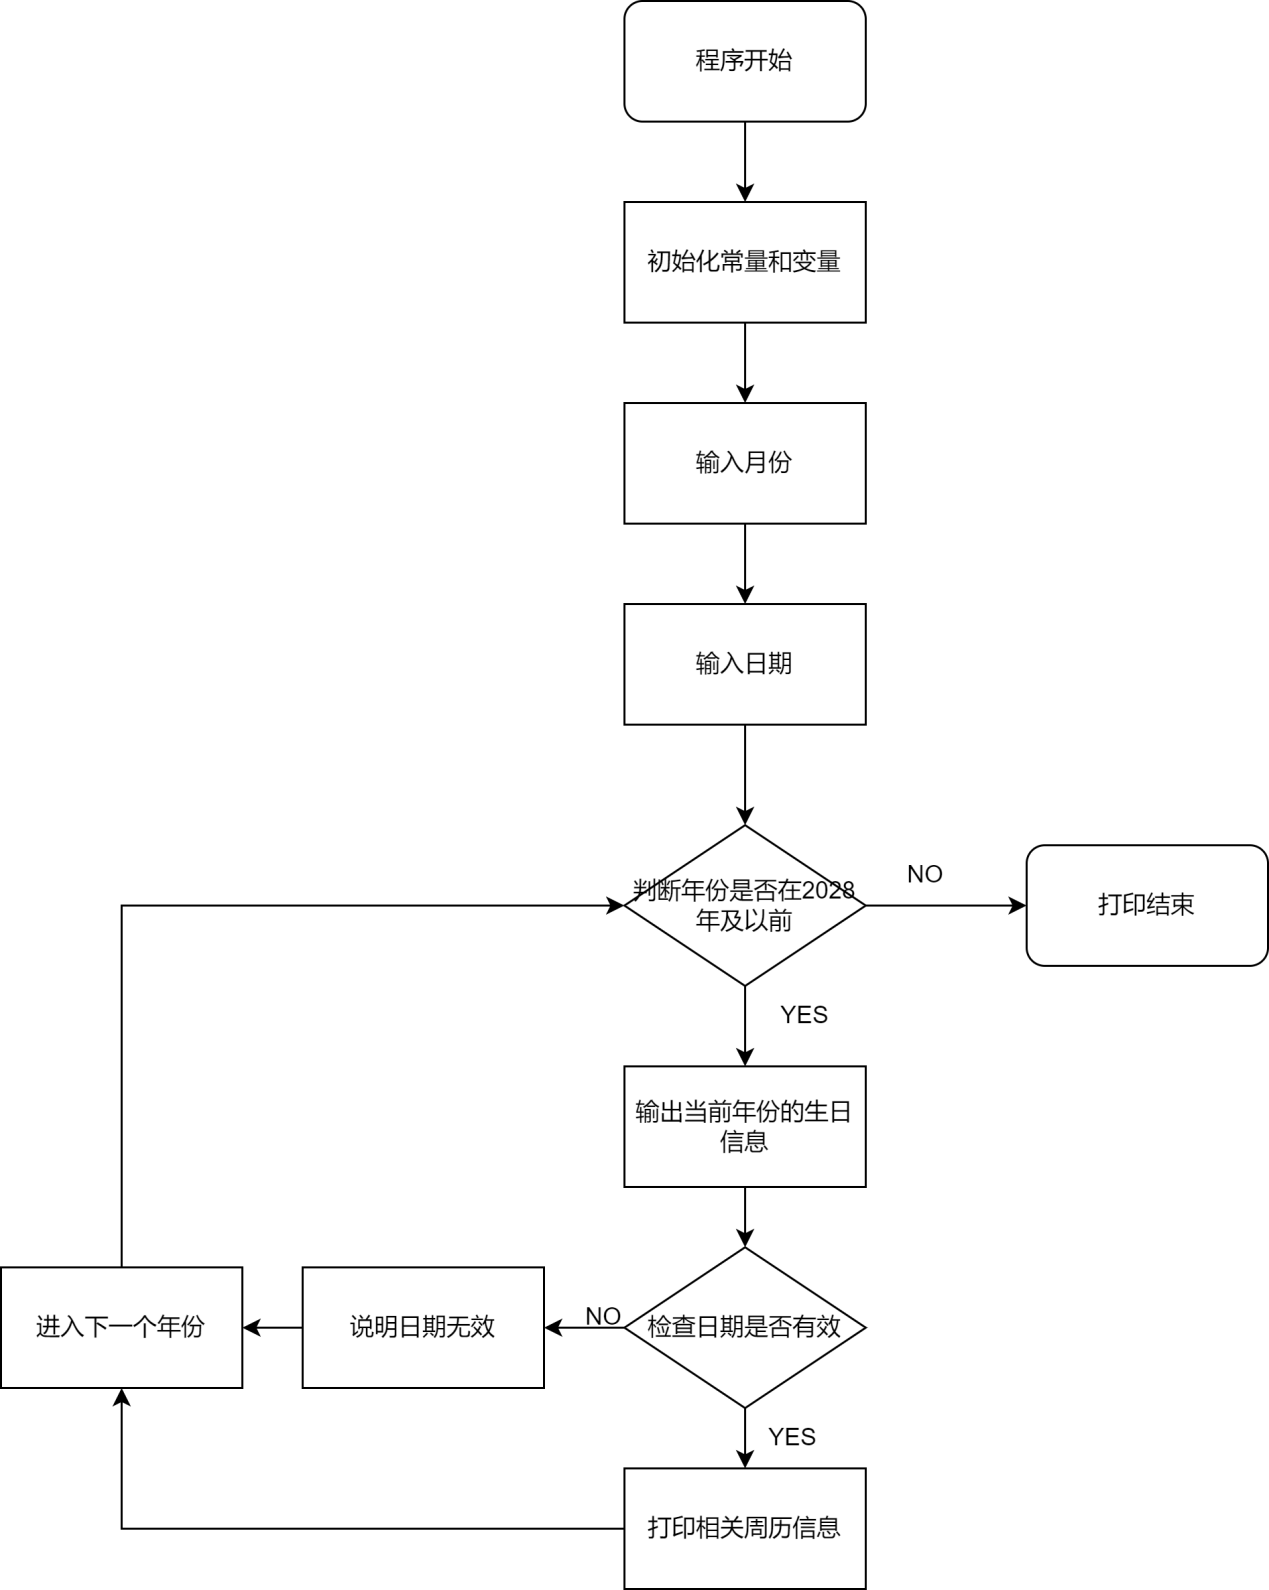 程序开始
初始化常量和变量
输入月份
输入日期
判断年份是否在2028
年及以前
NO
打印结束
YES
输出当前年份的生日
信息
进入下一个年份
说明日期无效
NO
检查日期是否有效
YES
打印相关周历信息